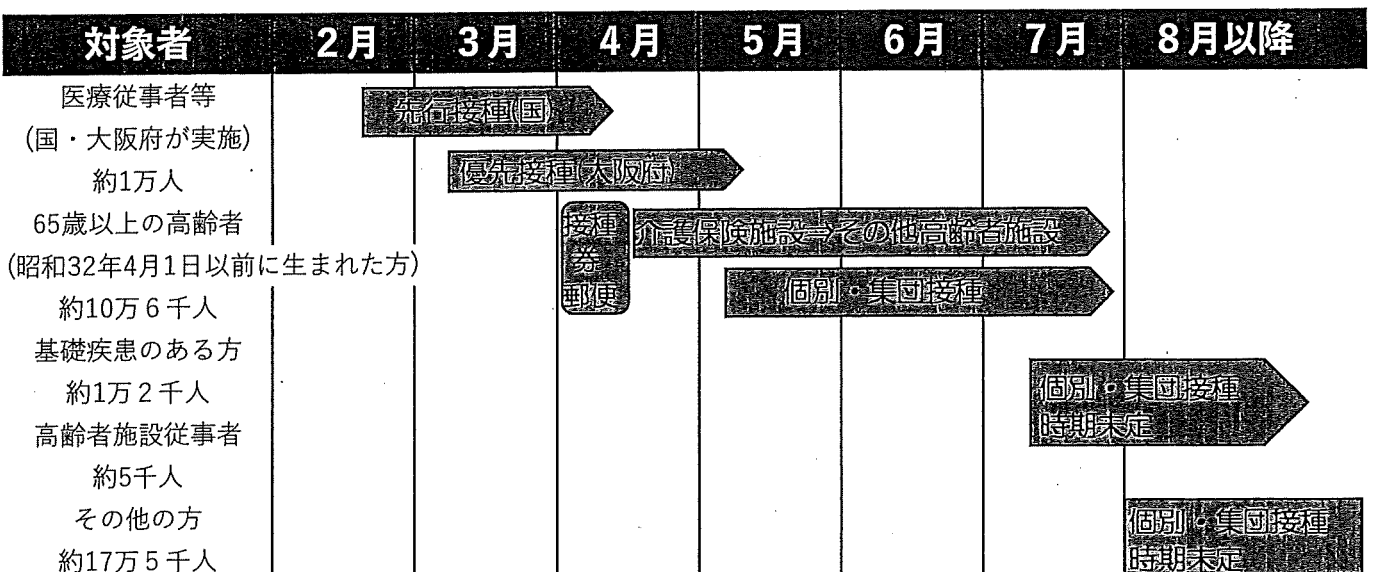 対象者 2月 3月 4月 5月 6月 7月 8月以降
医療従事者等
(国・大阪府が実施)
約1万人
先行接種(国)
優先接種(大阪府)
65歳以上の高齢者
(昭和32年4月1日以前に生まれた方)
約10万6千人
接種
券
郵便
介護保険施設⇒その他高齢者施設
個別・集団接種
基礎疾患のある方
約1万2千人
高齢者施設従事者
約5千人
個別・集団接種
時期未定
その他の方
約17万5千人
個別・集団接種
時期未定